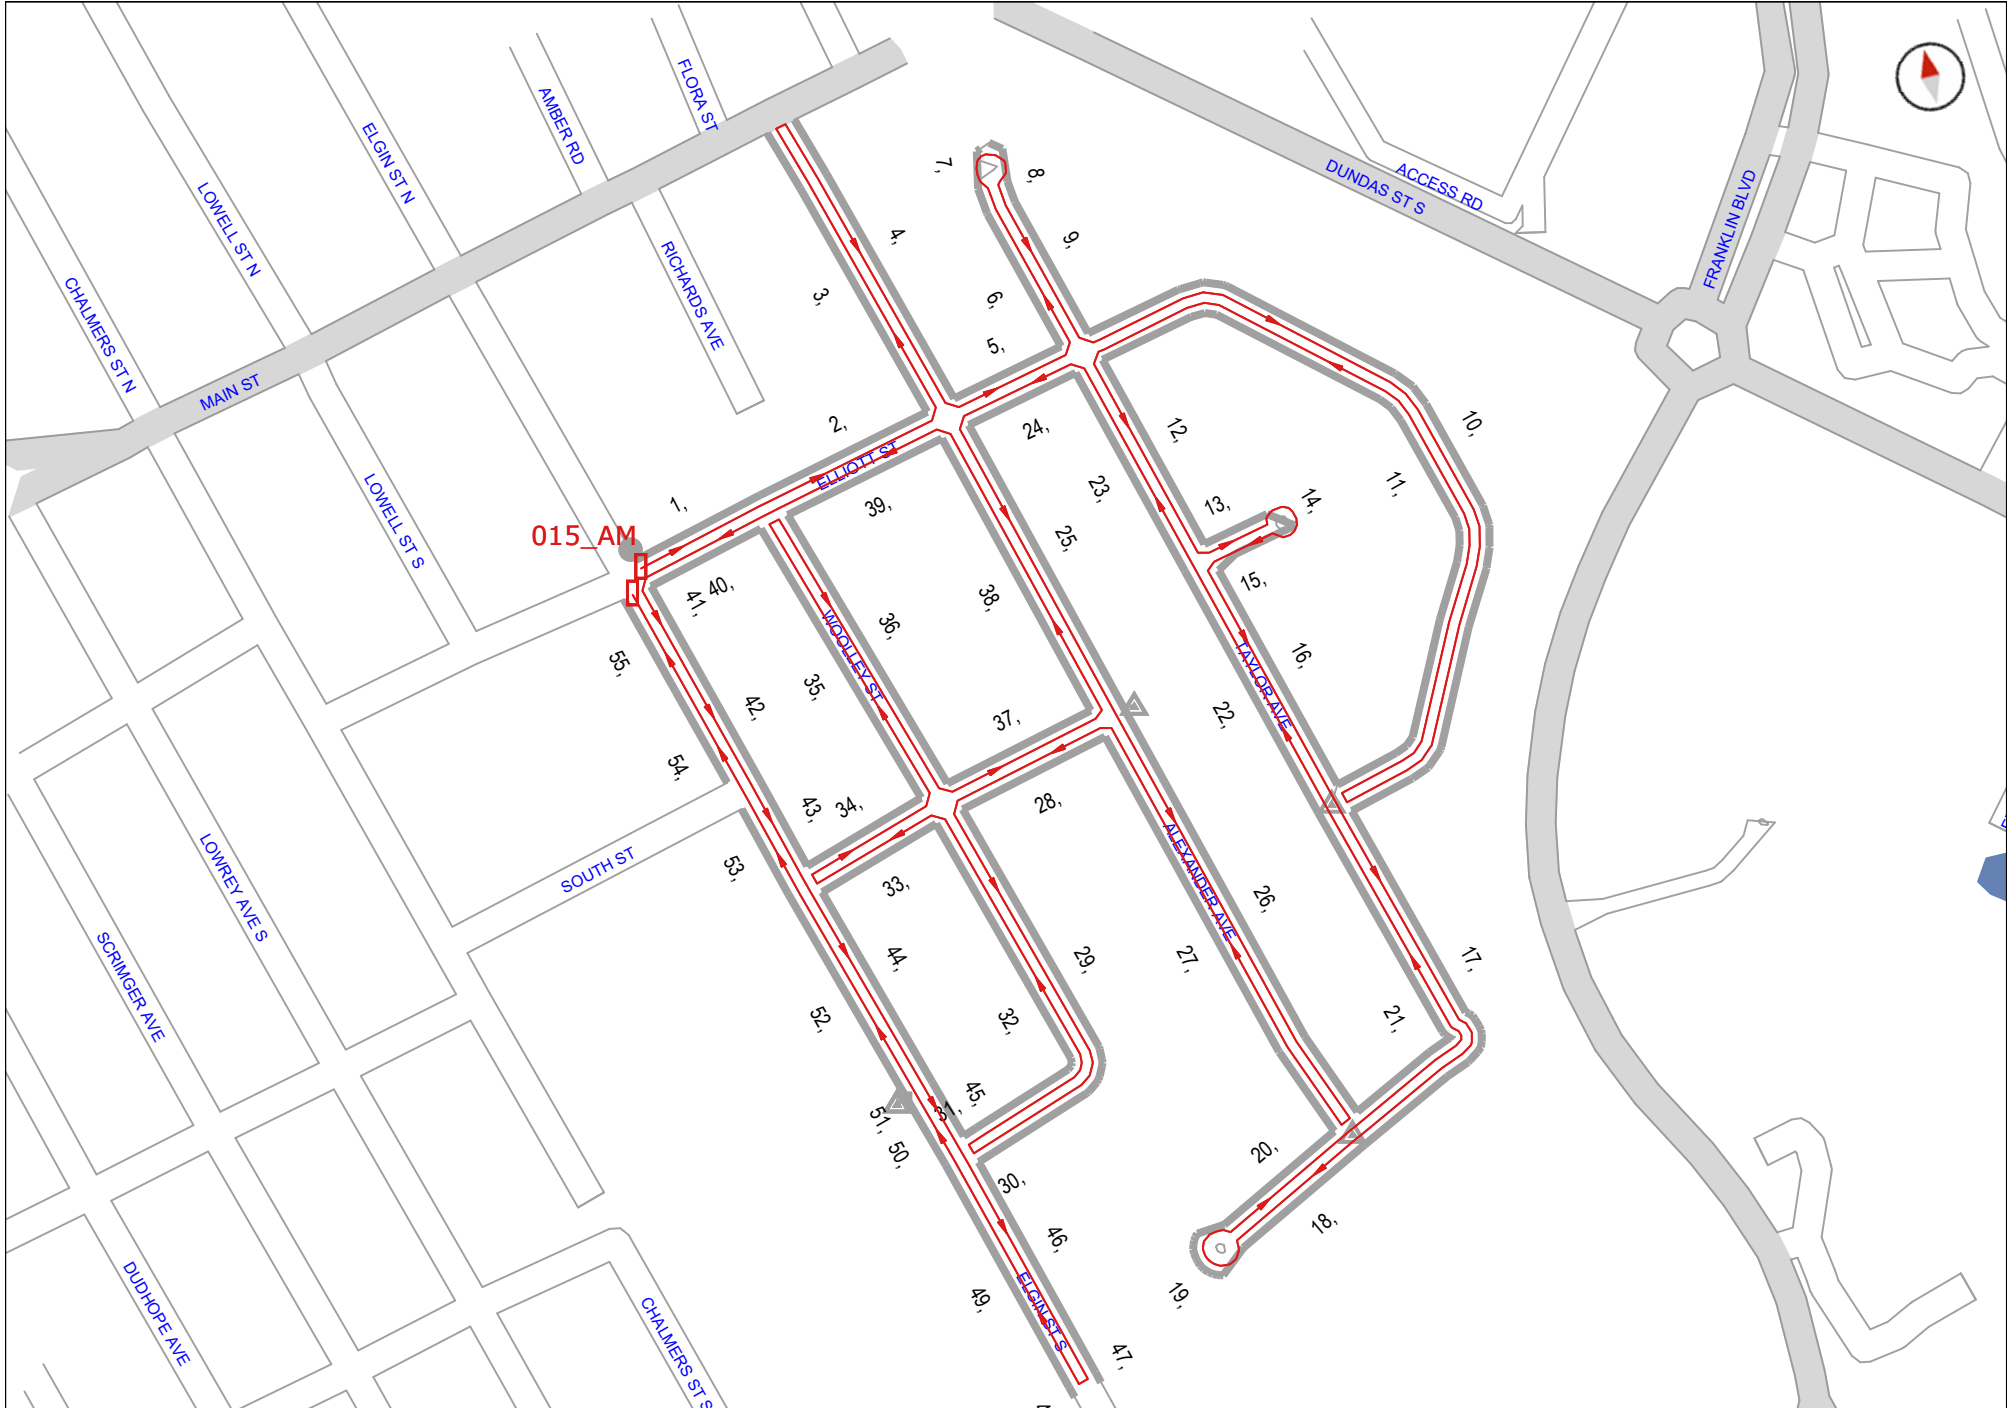 FLORA ST
AMBER RD
ELGIN ST N
LOWELL ST N
CHALMERS ST N
MAIN ST
RICHARDS AVE
ACCESS RD
DUNDAS ST S
FRANKLIN BLVD
7,
8,
4,
9,
3,
6,
5,
2,
24,
12,
10,
ELLIOTT ST
LOWELL ST S
1,
39,
23,
13,
14,
11,
015_AM
25,
15,
41,
40,
38,
36,
WOOLLEY ST
55,
35,
42,
37,
22,
16,
TAYLOR AVE
54,
43,
34,
28,
53,
33,
SOUTH ST
LOWREY AVE S
ALEXANDER AVE
26,
SCRIMGER AVE
44,
29,
27,
17,
52,
32,
21,
45,
31,
51,
50,
30,
20,
46,
18,
19,
49,
ELGIN ST S
47,
DUDHOPE AVE
CHALMERS ST S